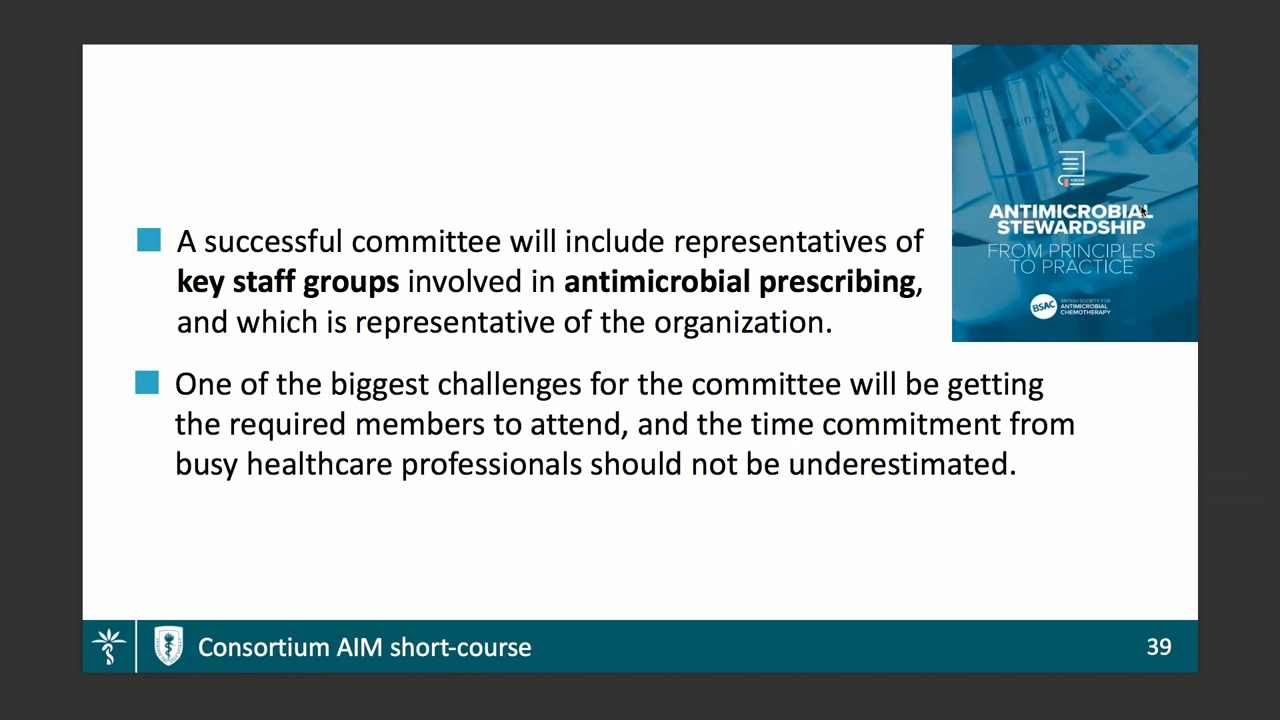 A successful committee will include representatives of
key staff groups involved in antimicrobial prescribing,
and which is representative of the organization.
One of the biggest challenges for the committee will be getting
the required members to attend, and the time commitment from
busy healthcare professionals should not be underestimated.
ANTIMICROBIAL
STEWARDSHIP
FROM PRINCIPLES
TO PRACTICE
BSAC
BRITISH SOCIETY FOR
ANTIMICROBIAL
CHEMOTHERAPY
Consortium AIM short-course
39